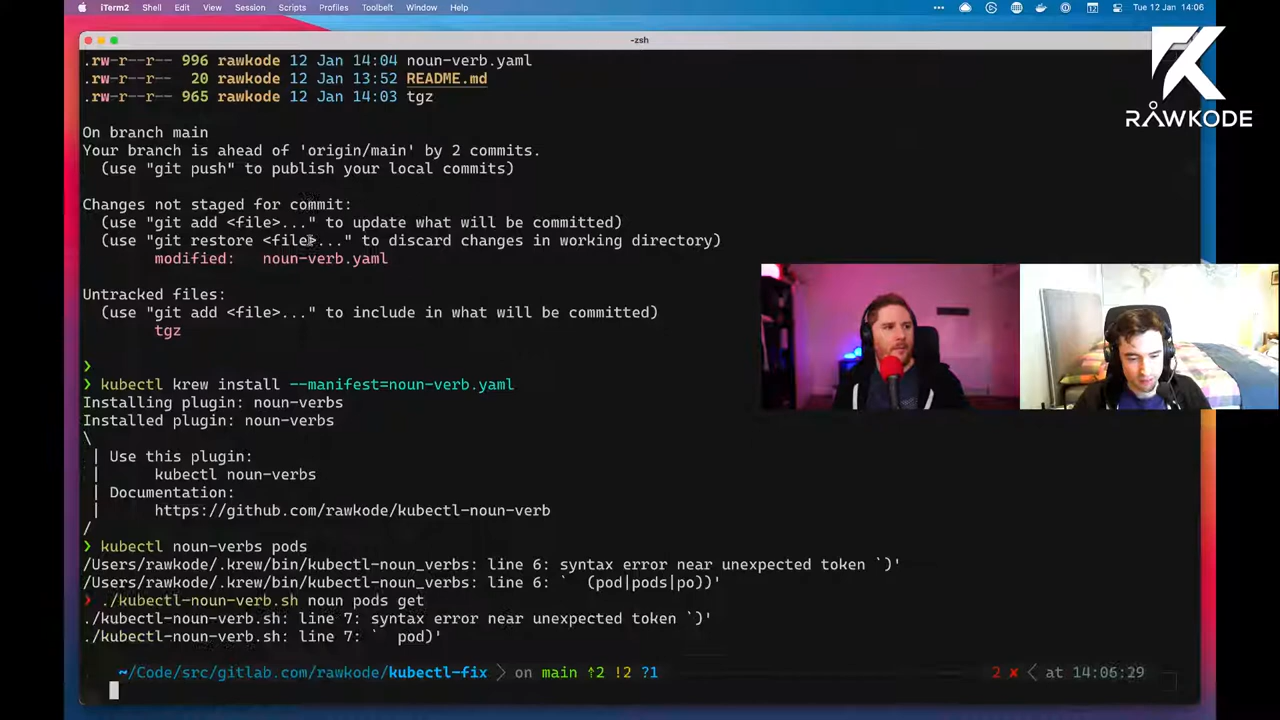 iTerm2 Shell Edit View Session Scripts Profiles Toolbelt Window Help Tue 12 Jan 14:06
-zsh
.rw-r--r-- 996 rawkode 12 Jan 14:04 noun-verb.yaml
.rw-r--r-- 20 rawkode 12 Jan 13:52 README.md
.rw-r--r-- 965 rawkode 12 Jan 14:03 tgz
RAWKODE
On branch main
Your branch is ahead of 'origin/main' by 2 commits.
(use "git push" to publish your local commits)
Changes not staged for commit:
(use "git add <file>..." to update what will be committed)
(use "git restore <file>..." to discard changes in working directory)
modified: noun-verb.yaml
Untracked files:
(use "git add <file>..." to include in what will be committed)
tgz
❯
❯ kubectl krew install --manifest=noun-verb.yaml
Installing plugin: noun-verbs
Installed plugin: noun-verbs
\
| Use this plugin:
| kubectl noun-verbs
| Documentation:
| https://github.com/rawkode/kubectl-noun-verb
/
❯ kubectl noun-verbs pods
/Users/rawkode/.krew/bin/kubectl-noun_verbs: line 6: syntax error near unexpected token `)'
/Users/rawkode/.krew/bin/kubectl-noun_verbs: line 6: `  (pod|pods|po))'
❯ ./kubectl-noun-verb.sh noun pods get
./kubectl-noun-verb.sh: line 7: syntax error near unexpected token `)'
./kubectl-noun-verb.sh: line 7: `  pod)'
~/Code/src/gitlab.com/rawkode/kubectl-fix on main ↑2 !2 ?1 2 ✘ at 14:06:29